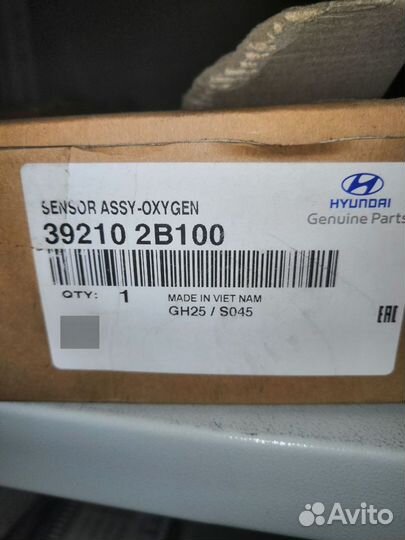 SENSOR ASSY-OXYGEN
39210 2B100
HYUNDAI
Genuine Parts
QTY: 1
MADE IN VIET NAM
GH25 / S045
EAC
Avito